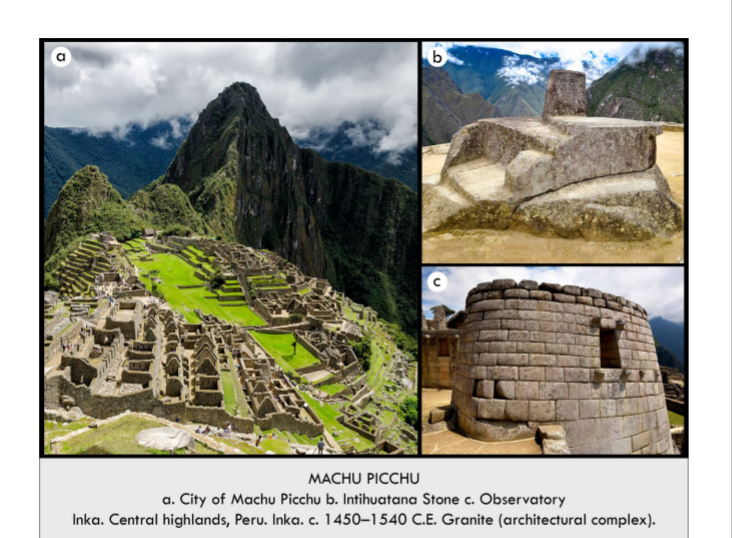 a
b
c
MACHU PICCHU
a. City of Machu Picchu b. Intihuatana Stone c. Observatory
Inka. Central highlands, Peru. Inka. c. 1450–1540 C.E. Granite (architectural complex).